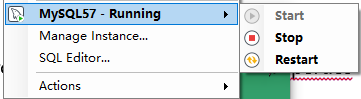 MySQL57 - Running
Start
Manage Instance...
Stop
SQL Editor...
Restart
Actions